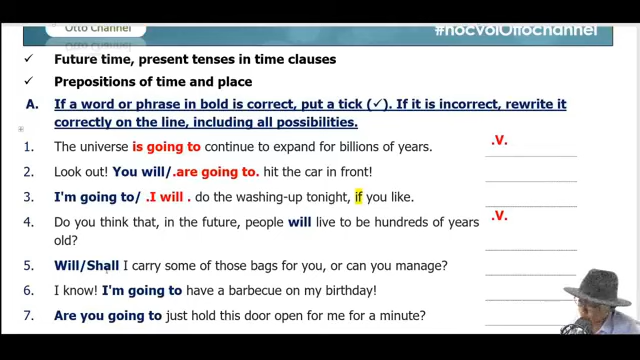 Otto Channel
#hocvoiOttochannel
✓ Future time, present tenses in time clauses
✓ Prepositions of time and place
A. If a word or phrase in bold is correct, put a tick (✓). If it is incorrect, rewrite it
correctly on the line, including all possibilities.
1. The universe is going to continue to expand for billions of years. .V.
2. Look out! You will/.are going to. hit the car in front!
3. I'm going to/ .I will . do the washing-up tonight, if you like.
4. Do you think that, in the future, people will live to be hundreds of years .V.
old?
5. Will/Shall I carry some of those bags for you, or can you manage?
6. I know! I'm going to have a barbecue on my birthday!
7. Are you going to just hold this door open for me for a minute?